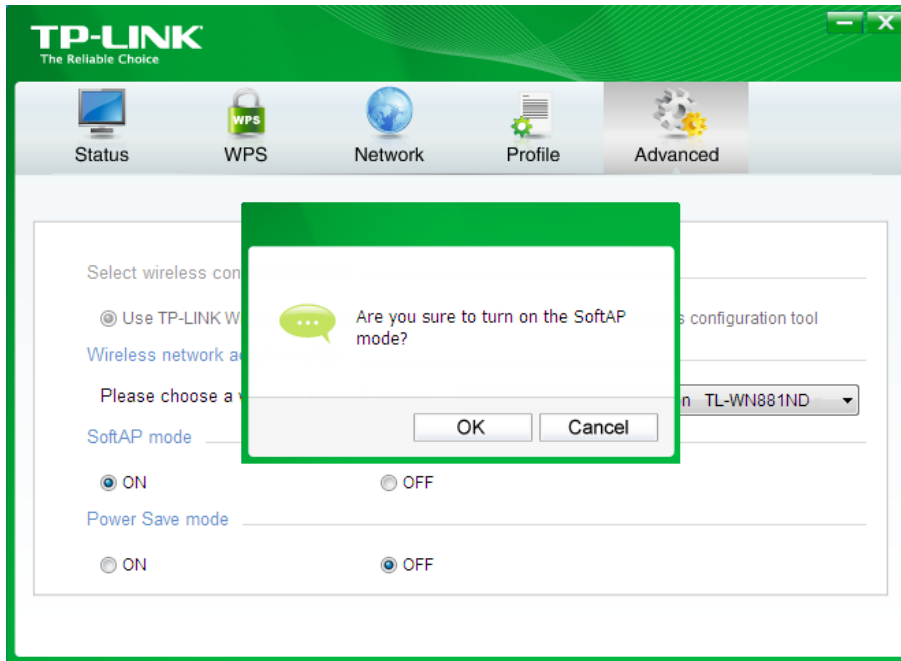 TP-LINK
The Reliable Choice
WPS
Status WPS Network Profile Advanced
Select wireless con
Use TP-LINK W s configuration tool
Are you sure to turn on the SoftAP
mode?
Wireless network a
Please choose a n TL-WN881ND
OK Cancel
SoftAP mode
ON OFF
Power Save mode
ON OFF